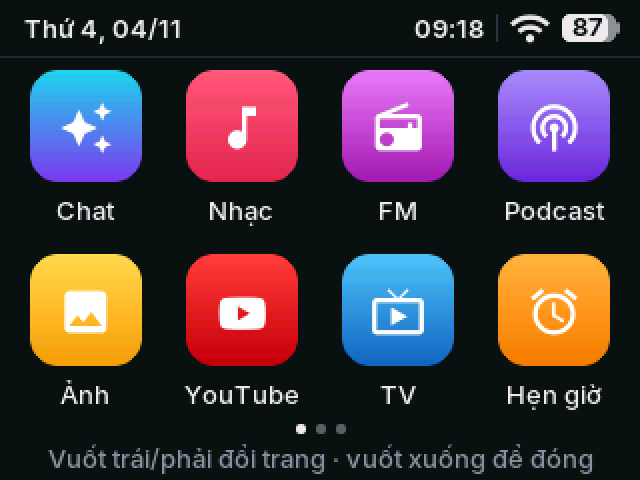 Thứ 4, 04/11 09:18 87
Chat Nhạc FM Podcast
Ảnh YouTube TV Hẹn giờ
Vuốt trái/phải đổi trang · vuốt xuống để đóng